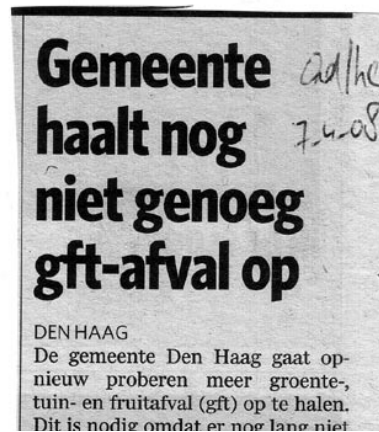 Gemeente
haalt nog
niet genoeg
gft-afval op
ad/hc
7-4-08
DEN HAAG
De gemeente Den Haag gaat op-
nieuw proberen meer groente-,
tuin- en fruitafval (gft) op te halen.
Dit is nodig omdat er nog lang niet